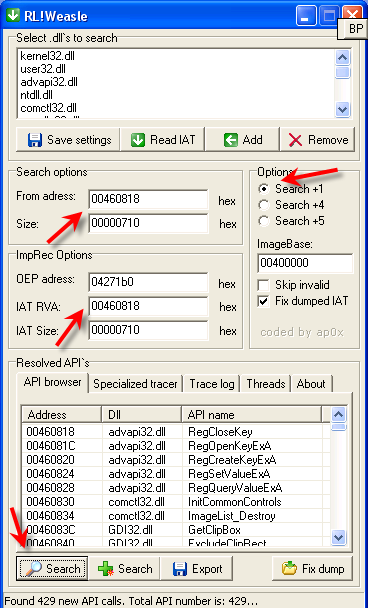 RL!Weasle
BP
Select .dll`s to search
kernel32.dll
user32.dll
advapi32.dll
ntdll.dll
comctl32.dll
Save settings
Read IAT
Add
Remove
Search options
From adress: 00460818 hex
Size: 00000710 hex
Options
Search +1
Search +4
Search +5
ImageBase:
00400000
Skip invalid
Fix dumped IAT
coded by ap0x
ImpRec Options
OEP adress: 04271b0 hex
IAT RVA: 00460818 hex
IAT Size: 00000710 hex
Resolved API`s
API browser Specialized tracer Trace log Threads About
Address Dll API name
00460818 advapi32.dll RegCloseKey
0046081C advapi32.dll RegOpenKeyExA
00460820 advapi32.dll RegCreateKeyExA
00460824 advapi32.dll RegSetValueExA
00460828 advapi32.dll RegQueryValueExA
00460830 comctl32.dll InitCommonControls
00460834 comctl32.dll ImageList_Destroy
0046083C GDI32.dll GetClipBox
00460840 GDI32.dll ExcludeClipRect
Search
Search
Export
Fix dump
Found 429 new API calls. Total API number is: 429...